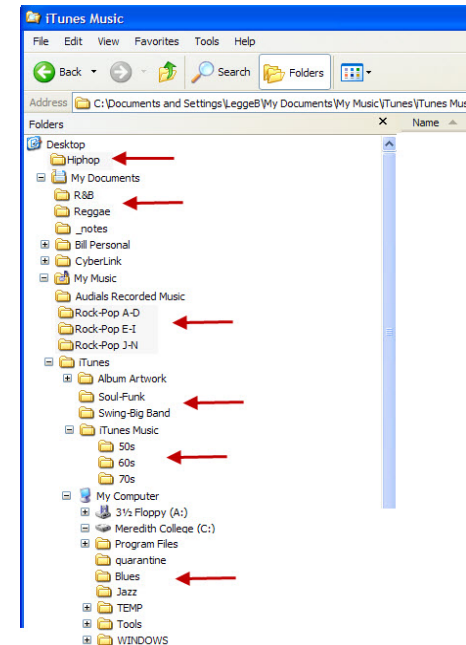 iTunes Music
File Edit View Favorites Tools Help
Back Search Folders
Address C:\Documents and Settings\LeggeB\My Documents\My Music\iTunes\iTunes Mus
Folders × Name
Desktop
Hiphop
My Documents
R&B
Reggae
_notes
Bill Personal
CyberLink
My Music
Audials Recorded Music
Rock-Pop A-D
Rock-Pop E-I
Rock-Pop J-N
iTunes
Album Artwork
Soul-Funk
Swing-Big Band
iTunes Music
50s
60s
70s
My Computer
3½ Floppy (A:)
Meredith College (C:)
Program Files
quarantine
Blues
Jazz
TEMP
Tools
WINDOWS